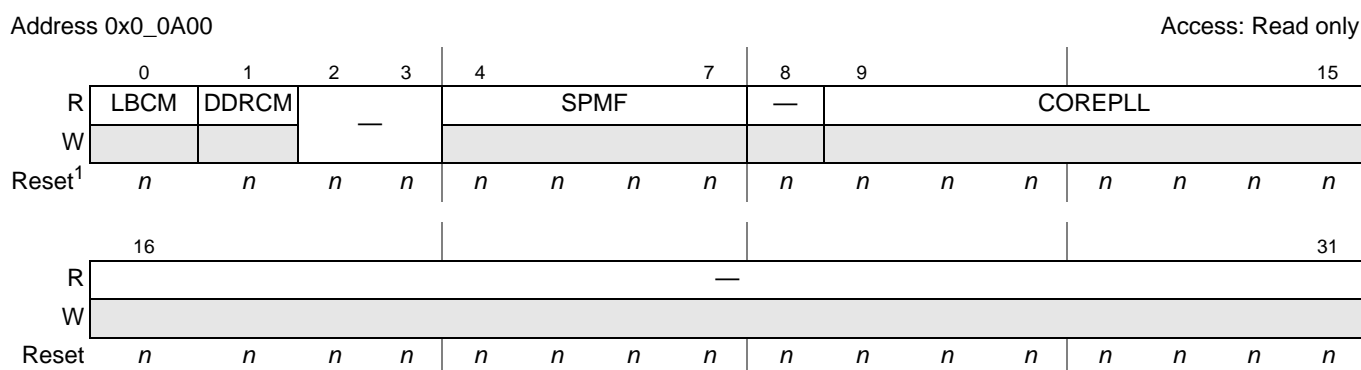 Address 0x0_0A00 Access: Read only
0 1 2 3 4 7 8 9 15
R LBCM DDRCM — SPMF — COREPLL
W
Reset1 n n n n n n n n n n n n n n n n
16 31
R —
W
Reset n n n n n n n n n n n n n n n n